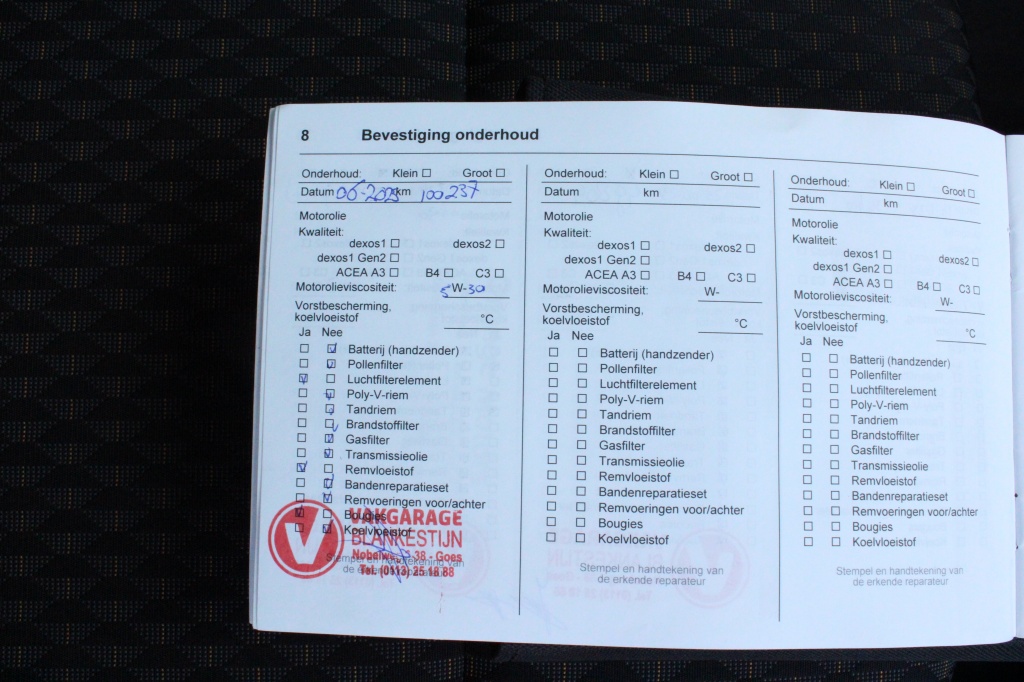 8 Bevestiging onderhoud
Onderhoud: Klein ☐ Groot ☐
Datum 06-2025 km 100237
Motorolie
Kwaliteit:
dexos1 ☐ dexos2 ☐
dexos1 Gen2 ☐
ACEA A3 ☐ B4 ☐ C3 ☐
Motorolieviscositeit: 5W-30
Vorstbescherming,
koelvloeistof °C
Ja Nee
Batterij (handzender)
Pollenfilter
Luchtfilterelement
Poly-V-riem
Tandriem
Brandstoffilter
Gasfilter
Transmissieolie
Remvloeistof
Bandenreparatieset
Remvoeringen voor/achter
Bougies
Koelvloeistof
VAKGARAGE
BLANKESTIJN
38 - Goes
Tel. (0113) 25 18 88
Stempel en handtekening van
de erkende reparateur
Onderhoud: Klein ☐ Groot ☐
Datum km
Motorolie
Kwaliteit:
dexos1 ☐ dexos2 ☐
dexos1 Gen2 ☐
ACEA A3 ☐ B4 ☐ C3 ☐
Motorolieviscositeit: W-
Vorstbescherming,
koelvloeistof °C
Ja Nee
☐ ☐ Batterij (handzender)
☐ ☐ Pollenfilter
☐ ☐ Luchtfilterelement
☐ ☐ Poly-V-riem
☐ ☐ Tandriem
☐ ☐ Brandstoffilter
☐ ☐ Gasfilter
☐ ☐ Transmissieolie
☐ ☐ Remvloeistof
☐ ☐ Bandenreparatieset
☐ ☐ Remvoeringen voor/achter
☐ ☐ Bougies
☐ ☐ Koelvloeistof
Stempel en handtekening van
de erkende reparateur
Onderhoud: Klein ☐ Groot ☐
Datum km
Motorolie
Kwaliteit:
dexos1 ☐ dexos2 ☐
dexos1 Gen2 ☐
ACEA A3 ☐ B4 ☐ C3 ☐
Motorolieviscositeit: W-
Vorstbescherming,
koelvloeistof °C
Ja Nee
☐ ☐ Batterij (handzender)
☐ ☐ Pollenfilter
☐ ☐ Luchtfilterelement
☐ ☐ Poly-V-riem
☐ ☐ Tandriem
☐ ☐ Brandstoffilter
☐ ☐ Gasfilter
☐ ☐ Transmissieolie
☐ ☐ Remvloeistof
☐ ☐ Bandenreparatieset
☐ ☐ Remvoeringen voor/achter
☐ ☐ Bougies
☐ ☐ Koelvloeistof
Stempel en handtekening van
de erkende reparateur